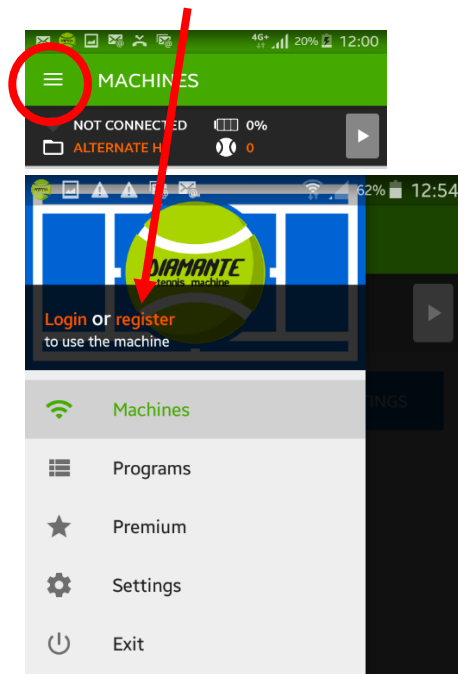 4G+ 20% 12:00
MACHINES
NOT CONNECTED 0%
ALTERNATE H 0
62% 12:54
DIAMANTE
tennis machine
Login or register
to use the machine
INGS
Machines
Programs
Premium
Settings
Exit